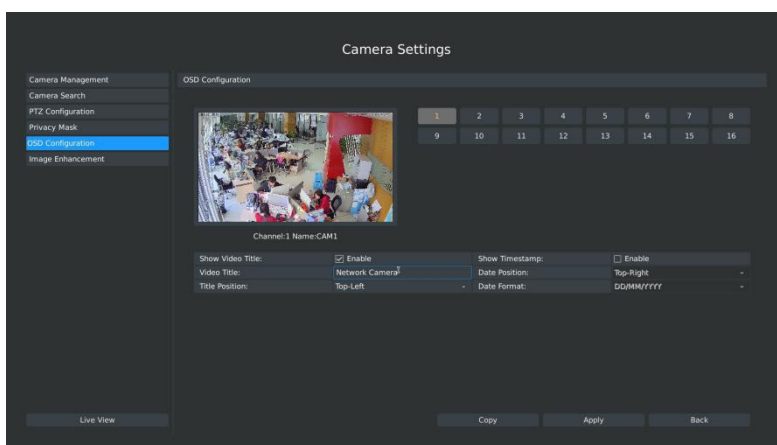 Camera Settings
Camera Management
Camera Search
PTZ Configuration
Privacy Mask
OSD Configuration
Image Enhancement
OSD Configuration
1 2 3 4 5 6 7 8
9 10 11 12 13 14 15 16
Channel:1 Name:CAM1
Show Video Title: Enable Show Timestamp: Enable
Video Title: Network Camera Date Position: Top-Right
Title Position: Top-Left Date Format: DD/MM/YYYY
Live View Copy Apply Back